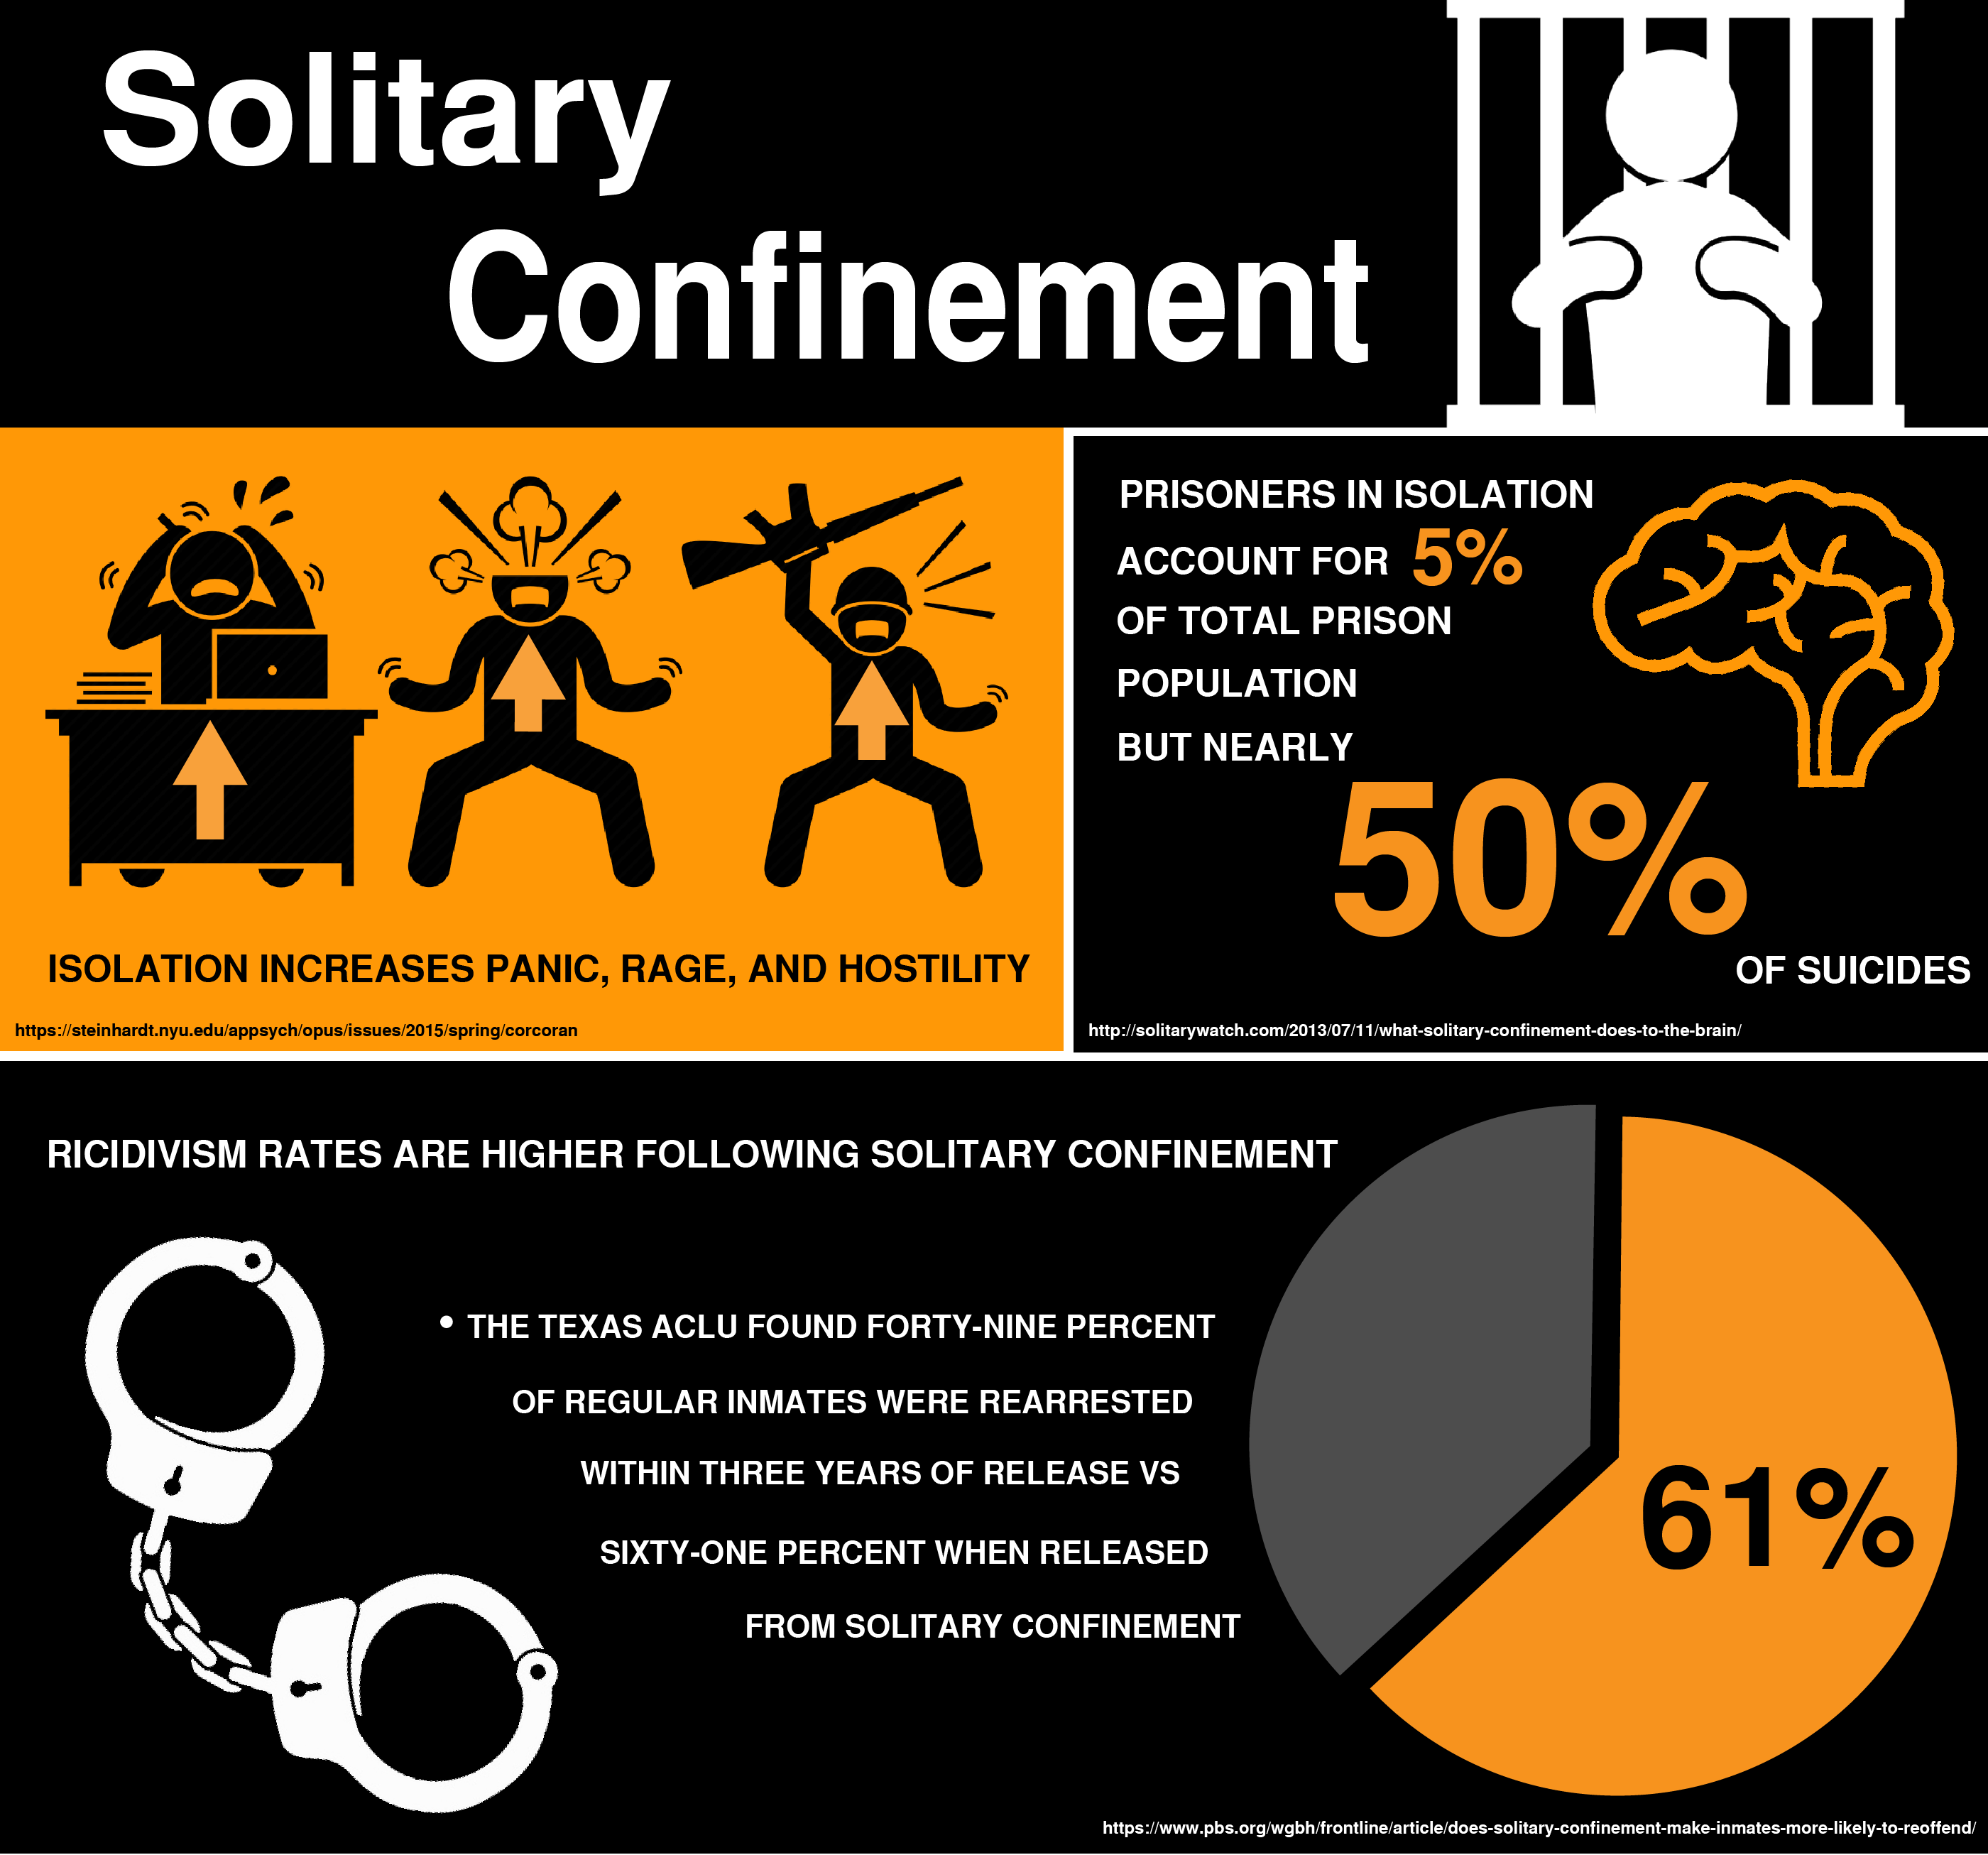 Solitary
Confinement
ISOLATION INCREASES PANIC, RAGE, AND HOSTILITY
https://steinhardt.nyu.edu/appsych/opus/issues/2015/spring/corcoran
PRISONERS IN ISOLATION
ACCOUNT FOR 5%
OF TOTAL PRISON
POPULATION
BUT NEARLY
50%
OF SUICIDES
http://solitarywatch.com/2013/07/11/what-solitary-confinement-does-to-the-brain/
RICIDIVISM RATES ARE HIGHER FOLLOWING SOLITARY CONFINEMENT
• THE TEXAS ACLU FOUND FORTY-NINE PERCENT
OF REGULAR INMATES WERE REARRESTED
WITHIN THREE YEARS OF RELEASE VS
SIXTY-ONE PERCENT WHEN RELEASED
FROM SOLITARY CONFINEMENT
61%
https://www.pbs.org/wgbh/frontline/article/does-solitary-confinement-make-inmates-more-likely-to-reoffend/